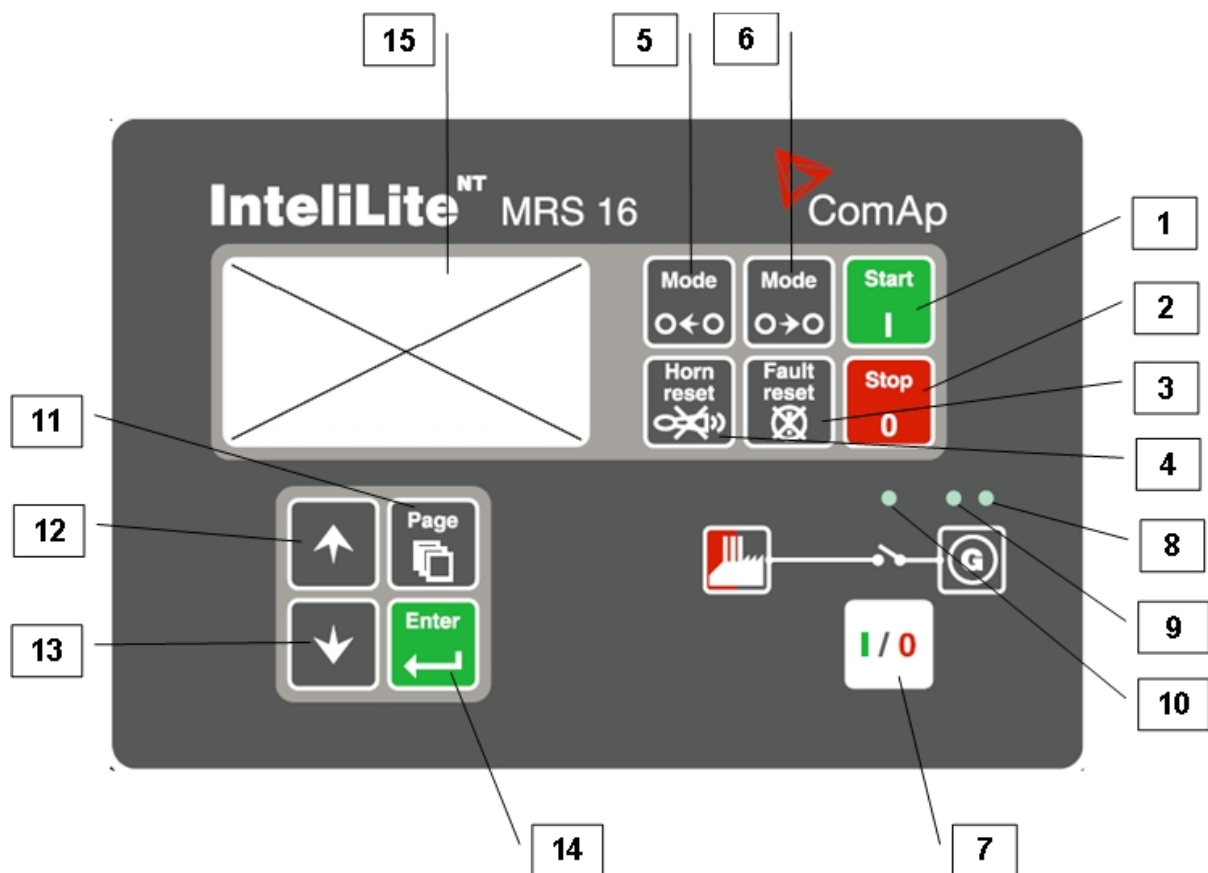 15
5
6
InteliLite NT MRS 16
ComAp
1
Mode
Mode
Start
I
2
Horn reset
Fault reset
Stop
0
3
4
11
Page
12
8
G
Enter
9
13
I / 0
10
14
7